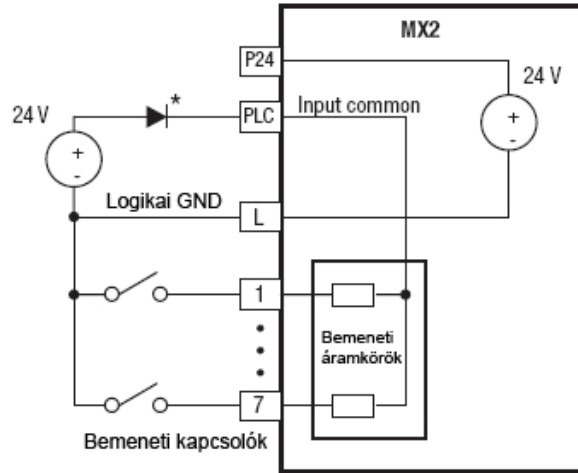 MX2
P24
24 V
24 V
*
PLC
Input common
+
-
+
-
Logikai GND
L
1
Bemeneti áramkörök
7
Bemeneti kapcsolók